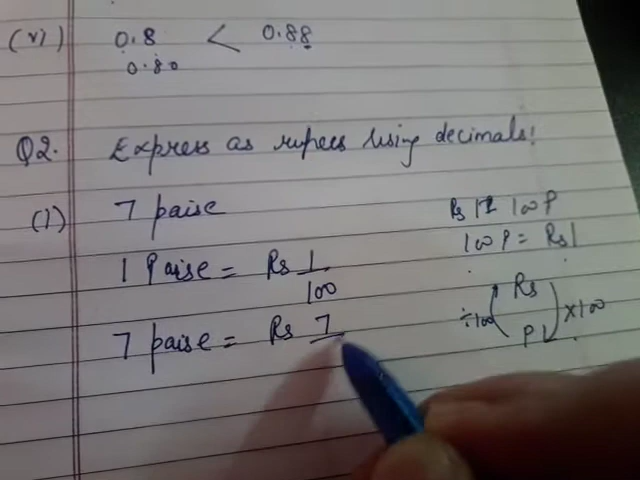 (v) 0.8 < 0.88
0.80
Q2. Express as rupees using decimals:
(1) 7 paise
Rs 1 = 100 P
100 P = Rs 1
1 Paise = Rs 1/100
÷100 Rs ×100
P
7 paise = Rs 7